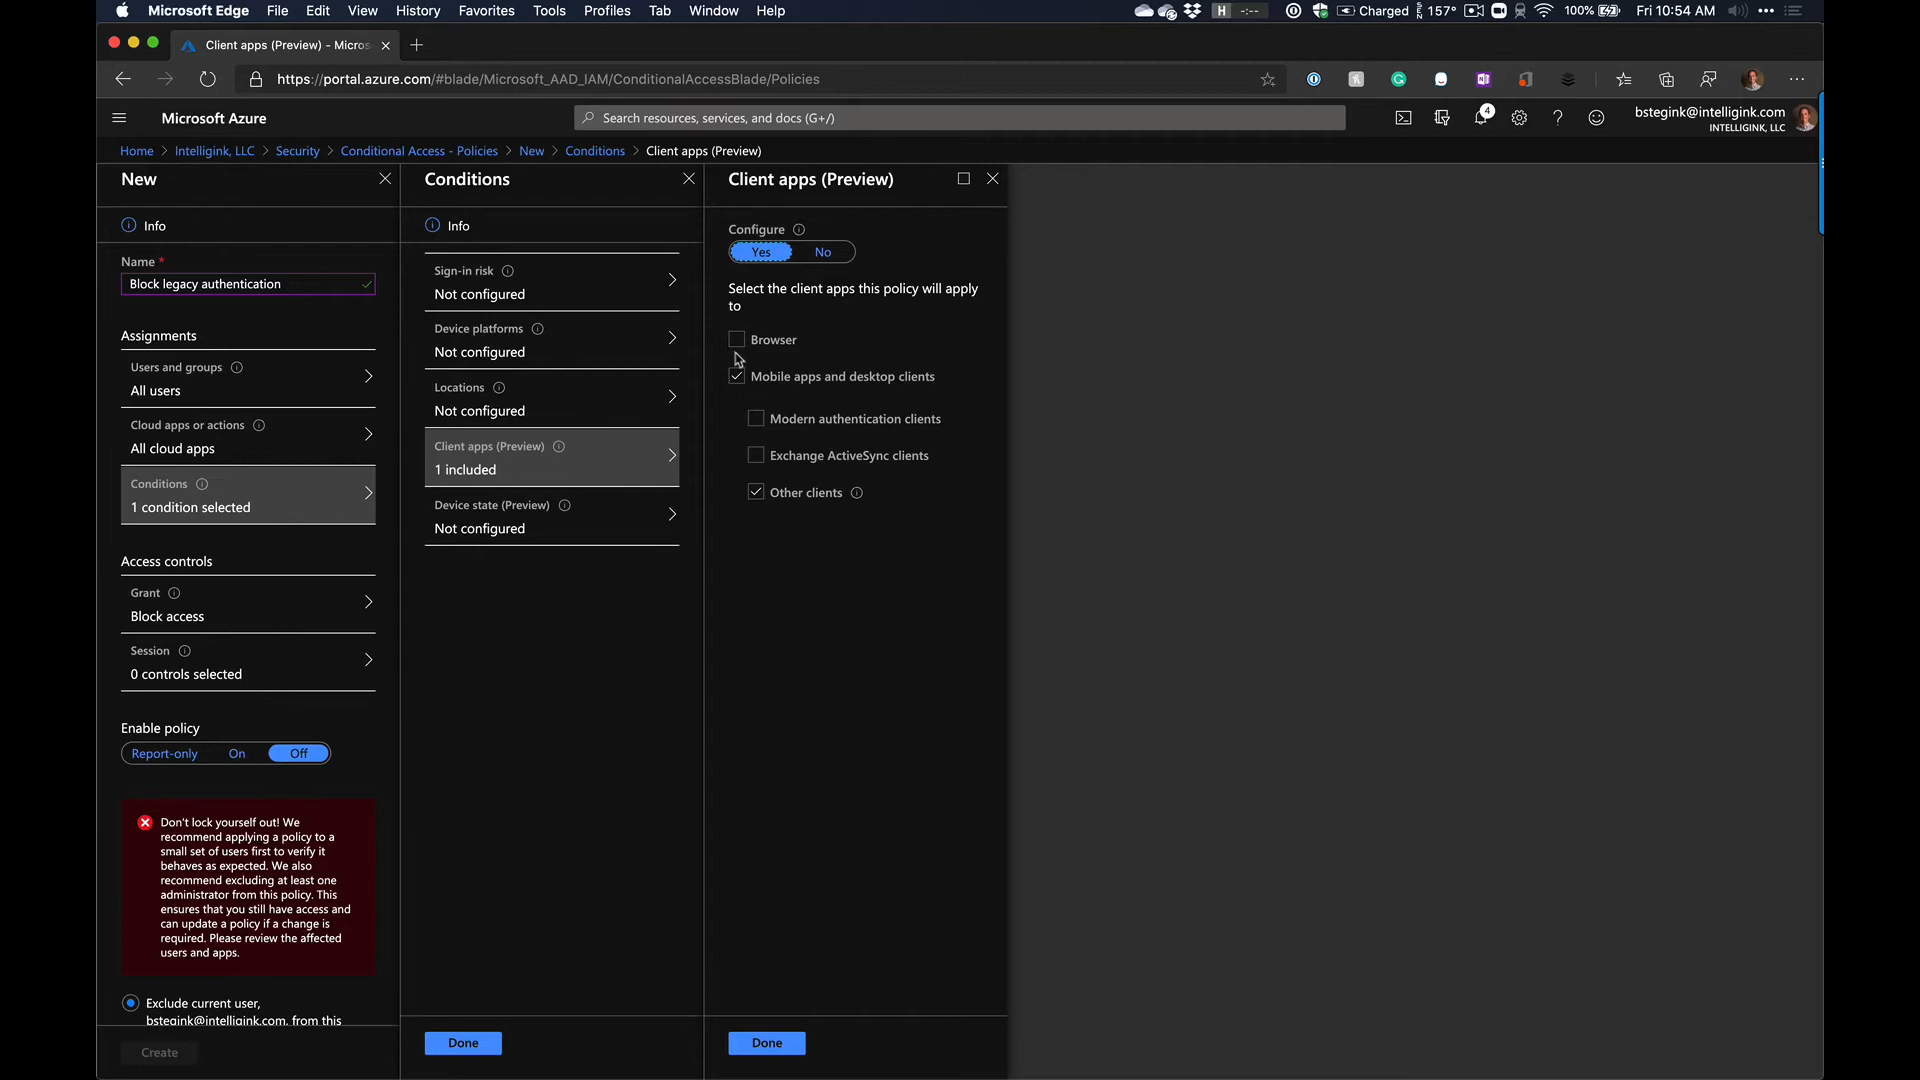 Microsoft Edge File Edit View History Favorites Tools Profiles Tab Window Help H -:-- Charged SEN 157° 100% Fri 10:54 AM
Client apps (Preview) - Micros
https://portal.azure.com/#blade/Microsoft_AAD_IAM/ConditionalAccessBlade/Policies
Microsoft Azure
Search resources, services, and docs (G+/)
4
bstegink@intelligink.com
INTELLIGINK, LLC
Home > Intelligink, LLC > Security > Conditional Access - Policies > New > Conditions > Client apps (Preview)
New
Info
Name *
Block legacy authentication
Assignments
Users and groups
All users
Cloud apps or actions
All cloud apps
Conditions
1 condition selected
Access controls
Grant
Block access
Session
0 controls selected
Enable policy
Report-only On Off
Don't lock yourself out! We
recommend applying a policy to a
small set of users first to verify it
behaves as expected. We also
recommend excluding at least one
administrator from this policy. This
ensures that you still have access and
can update a policy if a change is
required. Please review the affected
users and apps.
Exclude current user,
bstegink@intelligink.com, from this
Create
Conditions
Info
Sign-in risk
Not configured
Device platforms
Not configured
Locations
Not configured
Client apps (Preview)
1 included
Device state (Preview)
Not configured
Done
Client apps (Preview)
Configure
Yes No
Select the client apps this policy will apply
to
Browser
Mobile apps and desktop clients
Modern authentication clients
Exchange ActiveSync clients
Other clients
Done